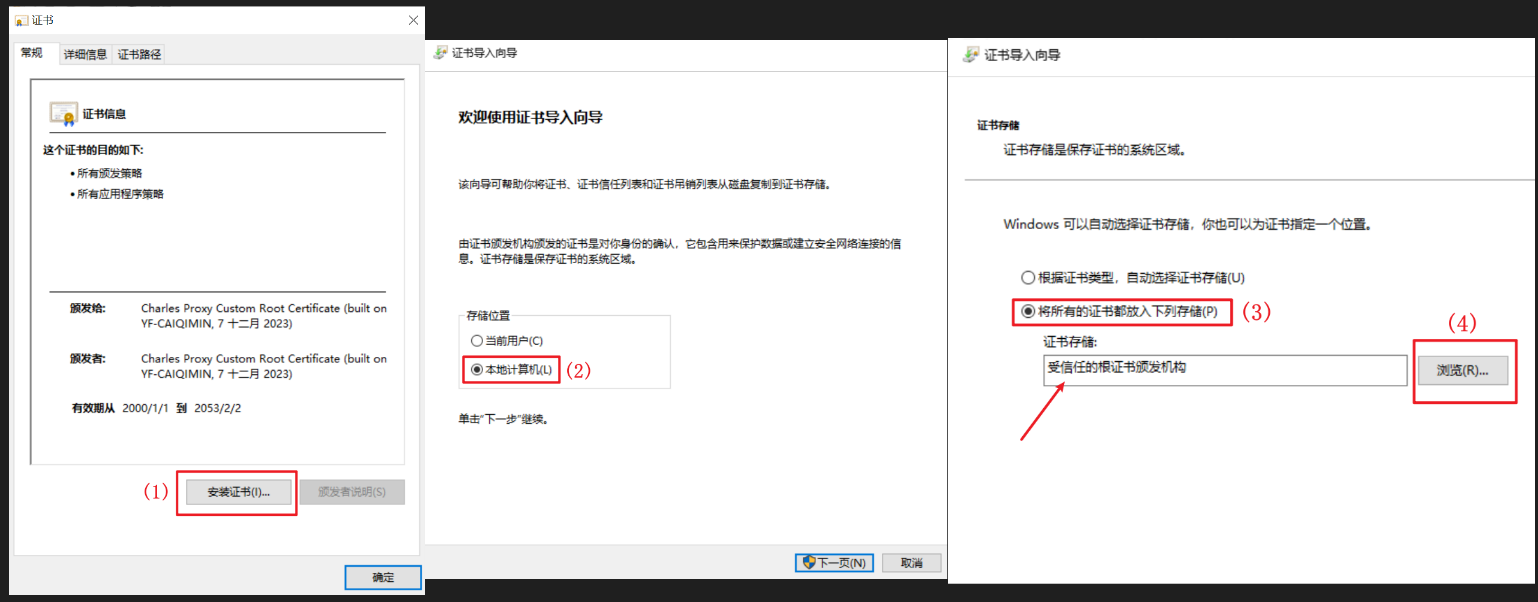 证书
常规
详细信息
证书路径
证书信息
这个证书的目的如下:
• 所有颁发策略
• 所有应用程序策略
颁发给:
Charles Proxy Custom Root Certificate (built on
YF-CAIQIMIN, 7 十二月 2023)
颁发者:
Charles Proxy Custom Root Certificate (built on
YF-CAIQIMIN, 7 十二月 2023)
有效期从 2000/1/1 到 2053/2/2
(1)
安装证书(I)...
颁发者说明(S)
确定
证书导入向导
欢迎使用证书导入向导
该向导可帮助你将证书、证书信任列表和证书吊销列表从磁盘复制到证书存储。
由证书颁发机构颁发的证书是对你身份的确认，它包含用来保护数据或建立安全网络连接的信
息。证书存储是保存证书的系统区域。
存储位置
当前用户(C)
本地计算机(L)
(2)
单击“下一步”继续。
下一页(N)
取消
证书导入向导
证书存储
证书存储是保存证书的系统区域。
Windows 可以自动选择证书存储，你也可以为证书指定一个位置。
根据证书类型，自动选择证书存储(U)
将所有的证书都放入下列存储(P)
(3)
证书存储:
受信任的根证书颁发机构
(4)
浏览(R)...